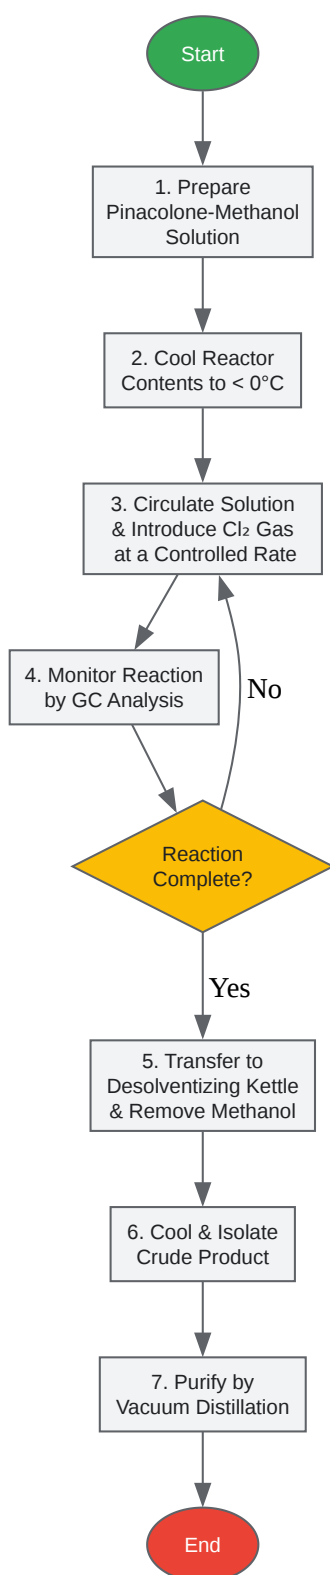 Start
1. Prepare
Pinacolone-Methanol
Solution
2. Cool Reactor
Contents to < 0°C
3. Circulate Solution
& Introduce Cl₂ Gas
at a Controlled Rate
4. Monitor Reaction
by GC Analysis
No
Reaction
Complete?
Yes
5. Transfer to
Desolventizing Kettle
& Remove Methanol
6. Cool & Isolate
Crude Product
7. Purify by
Vacuum Distillation
End